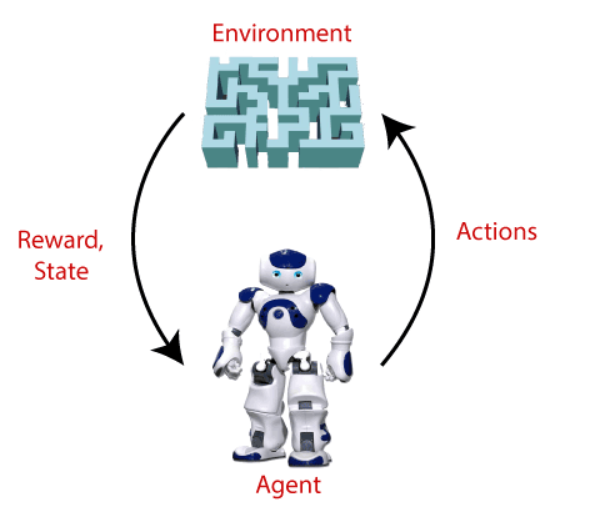 Environment
Reward,
State
Actions
Agent